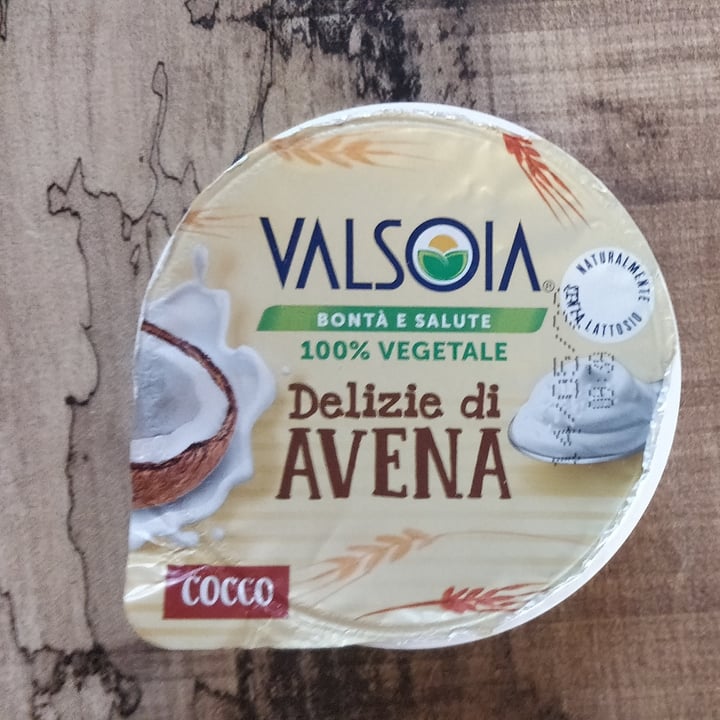 VALSOIA®
BONTÀ E SALUTE
100% VEGETALE
Delizie di
AVENA
COCCO
NATURALMENTE
SENZA LATTOSIO